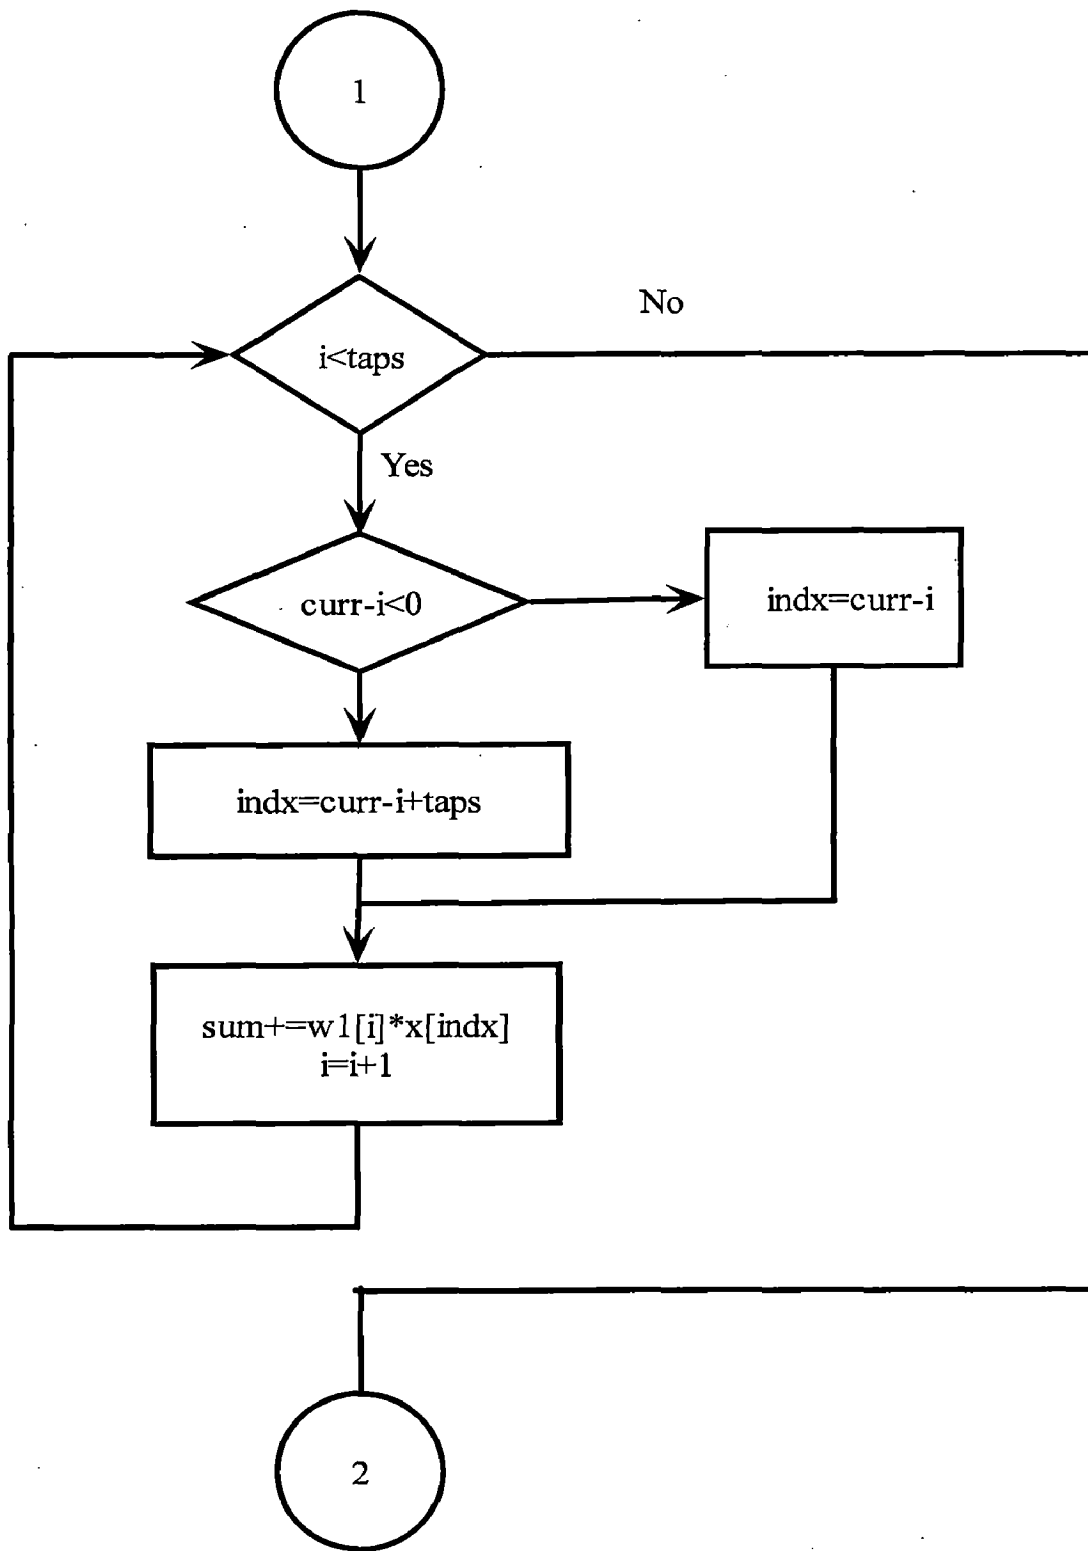 1
No
i<taps
Yes
curr-i<0
indx=curr-i
indx=curr-i+taps
sum+=w1[i]*x[indx]
i=i+1
2